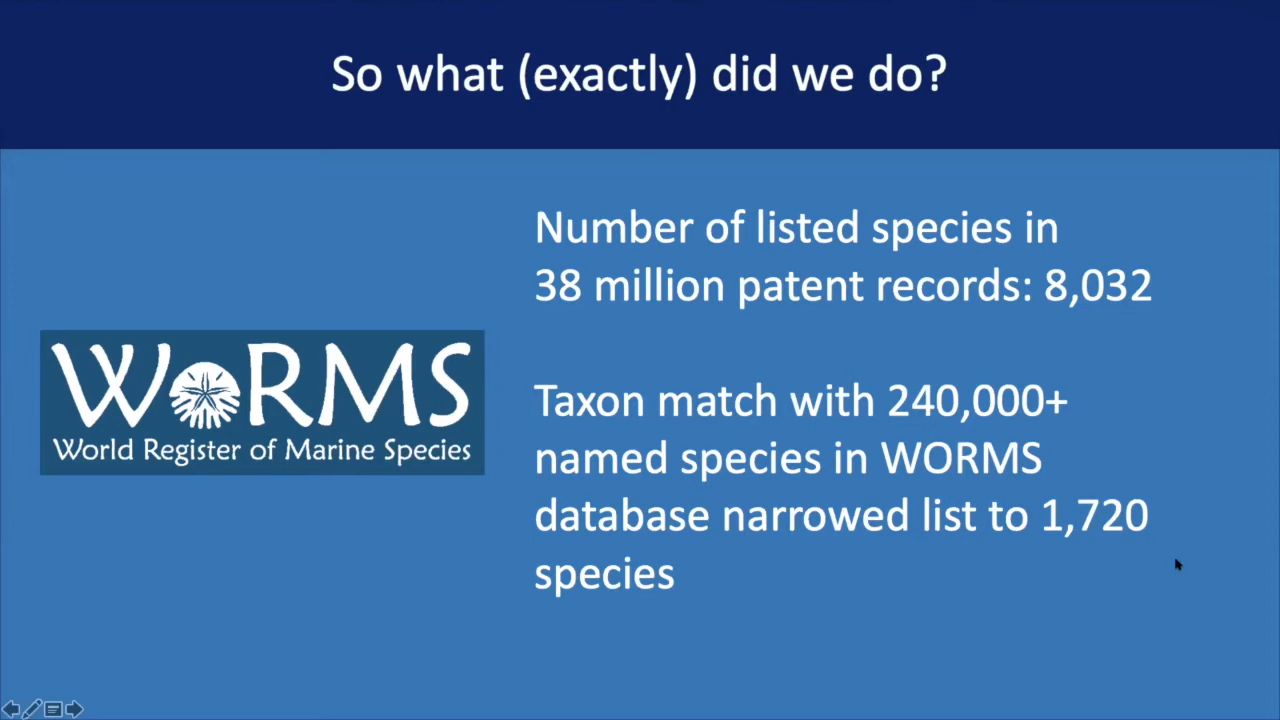 So what (exactly) did we do?
WoRMS
World Register of Marine Species
Number of listed species in
38 million patent records: 8,032
Taxon match with 240,000+
named species in WORMS
database narrowed list to 1,720
species